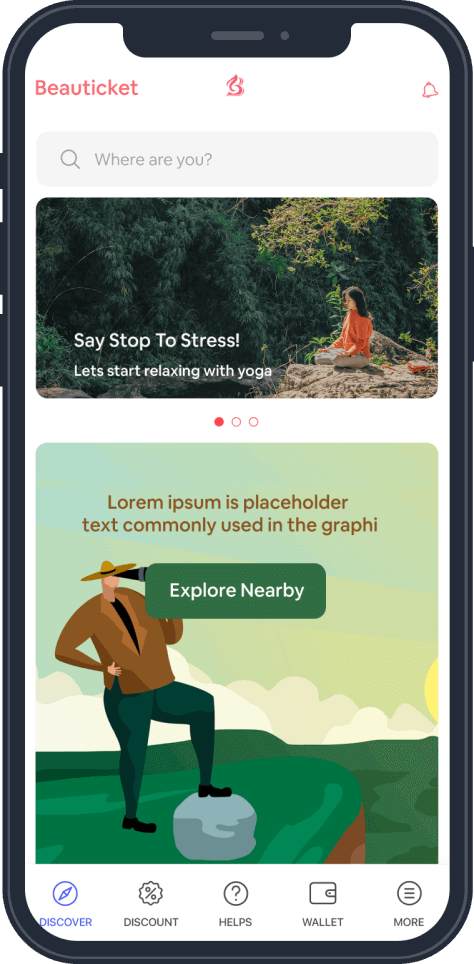 Beauticket
Where are you?
Say Stop To Stress!
Lets start relaxing with yoga
Lorem ipsum is placeholder
text commonly used in the graphi
Explore Nearby
DISCOVER
DISCOUNT
HELPS
WALLET
MORE